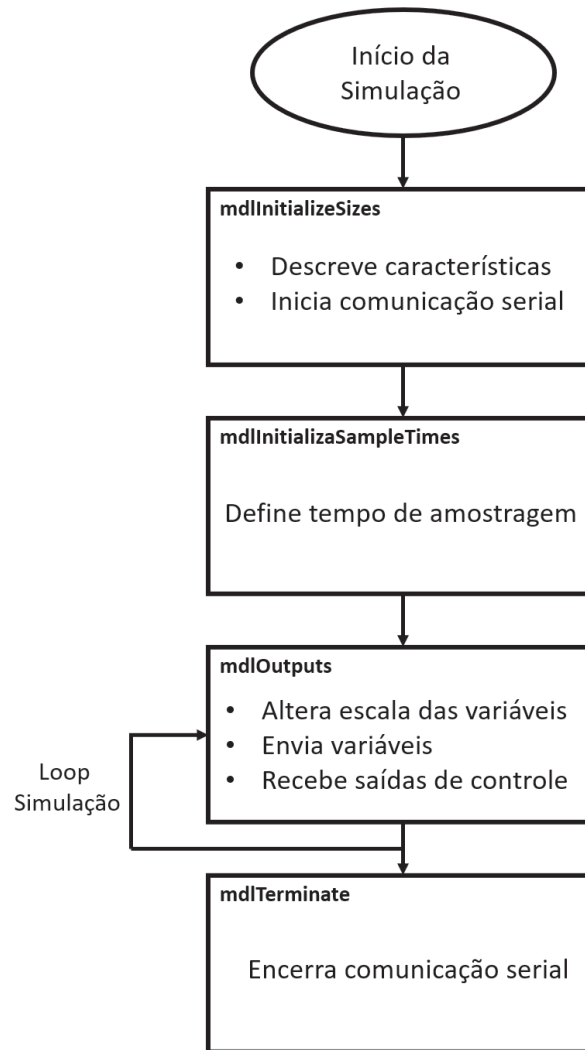 Início da
Simulação
mdlInitializeSizes
• Descreve características
• Inicia comunicação serial
mdlInitializaSampleTimes
Define tempo de amostragem
mdlOutputs
• Altera escala das variáveis
• Envia variáveis
• Recebe saídas de controle
Loop
Simulação
mdlTerminate
Encerra comunicação serial